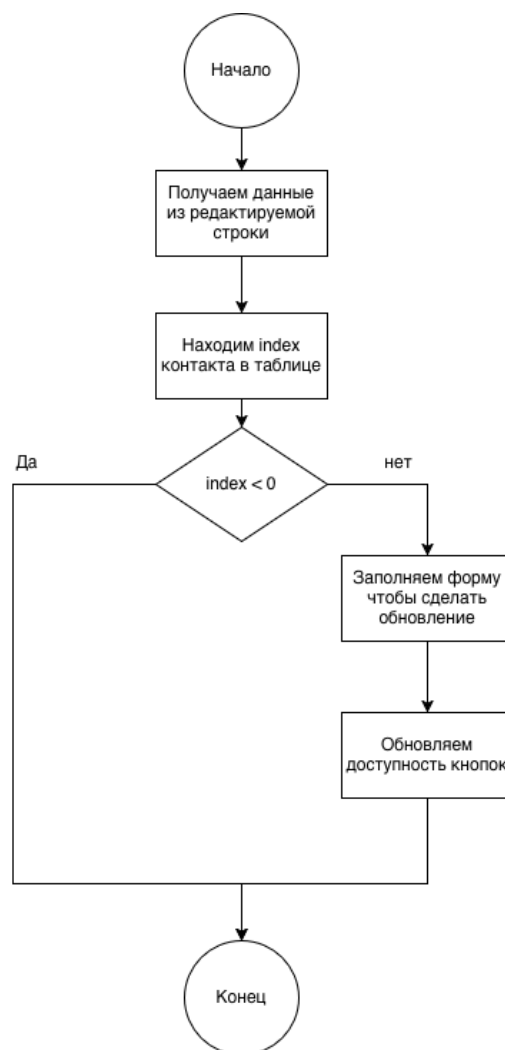 Начало
Получаем данные
из редактируемой
строки
Находим index
контакта в таблице
Да
index < 0
нет
Заполняем форму
чтобы сделать
обновление
Обновляем
доступность кнопок
Конец